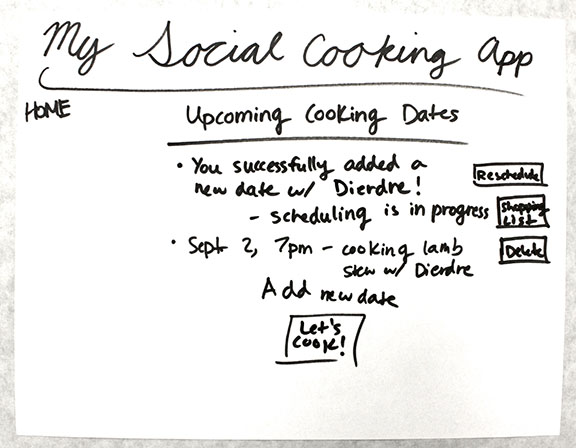 My Social Cooking App
HOME
Upcoming Cooking Dates
• You successfully added a
new date w/ Dierdre!
Reschedule
- scheduling is in progress
Shopping
List
• Sept 2, 7pm - cooking lamb
stew w/ Dierdre
Delete
Add new date
Let's
Cook!